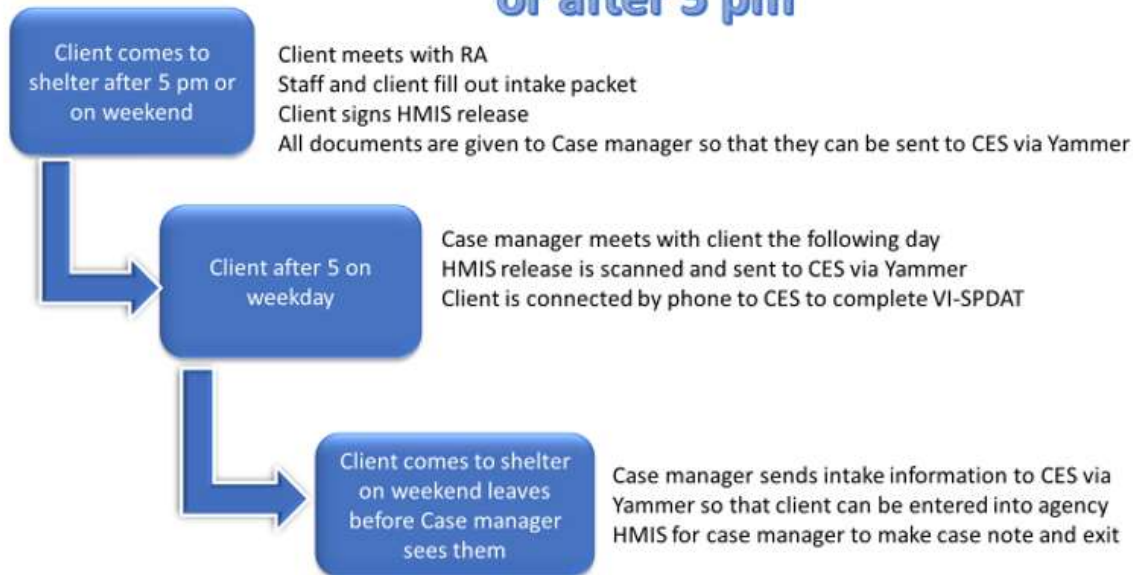 or after 5 pm
Client comes to
shelter after 5 pm or
on weekend
Client meets with RA
Staff and client fill out intake packet
Client signs HMIS release
All documents are given to Case manager so that they can be sent to CES via Yammer
Client after 5 on
weekday
Case manager meets with client the following day
HMIS release is scanned and sent to CES via Yammer
Client is connected by phone to CES to complete VI-SPDAT
Client comes to shelter
on weekend leaves
before Case manager
sees them
Case manager sends intake information to CES via
Yammer so that client can be entered into agency
HMIS for case manager to make case note and exit